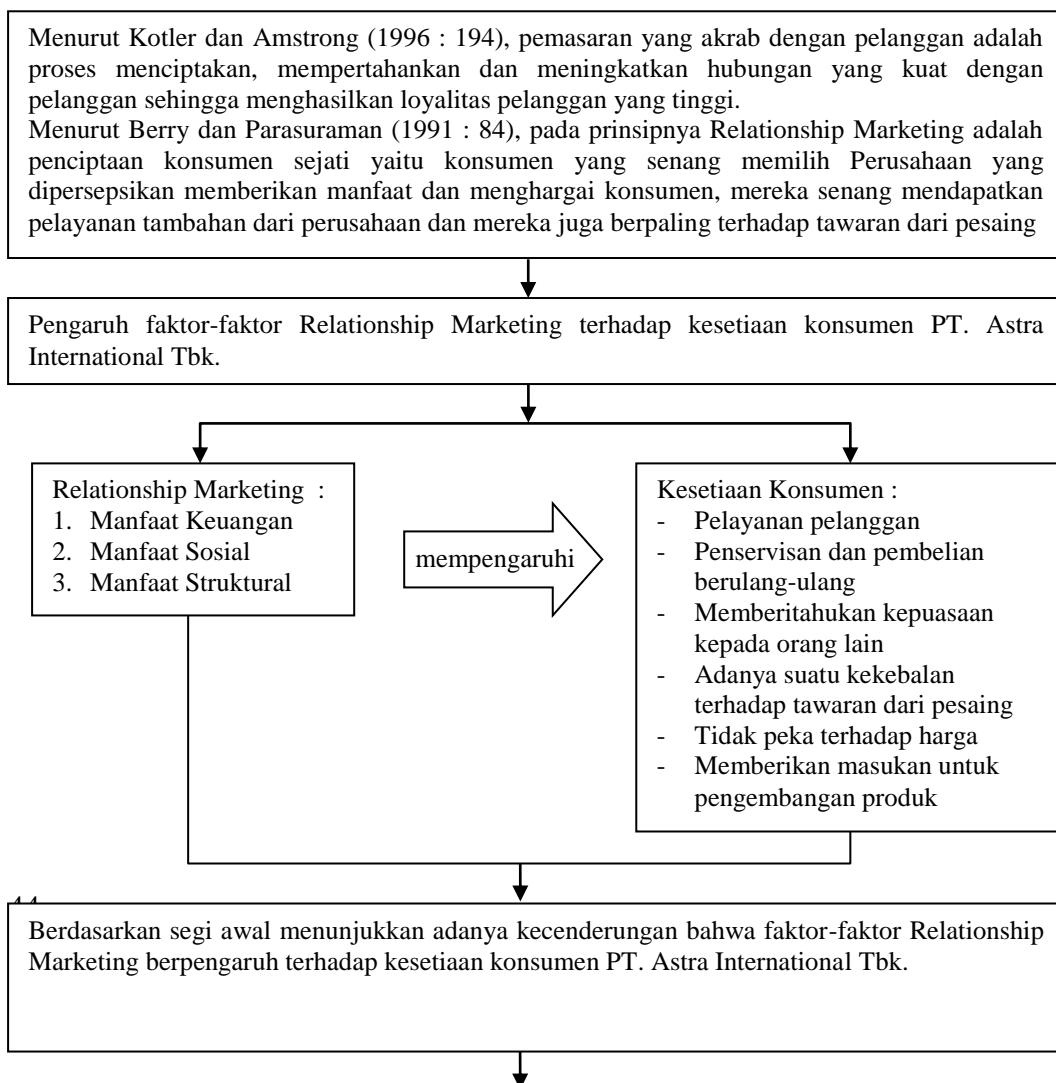 Menurut Kotler dan Amstrong (1996 : 194), pemasaran yang akrab dengan pelanggan adalah
proses menciptakan, mempertahankan dan meningkatkan hubungan yang kuat dengan
pelanggan sehingga menghasilkan loyalitas pelanggan yang tinggi.
Menurut Berry dan Parasuraman (1991 : 84), pada prinsipnya Relationship Marketing adalah
penciptaan konsumen sejati yaitu konsumen yang senang memilih Perusahaan yang
dipersepsikan memberikan manfaat dan menghargai konsumen, mereka senang mendapatkan
pelayanan tambahan dari perusahaan dan mereka juga berpaling terhadap tawaran dari pesaing
Pengaruh faktor-faktor Relationship Marketing terhadap kesetiaan konsumen PT. Astra
International Tbk.
Relationship Marketing :
1. Manfaat Keuangan
2. Manfaat Sosial
3. Manfaat Struktural
mempengaruhi
Kesetiaan Konsumen :
- Pelayanan pelanggan
- Penservisan dan pembelian
berulang-ulang
- Memberitahukan kepuasaan
kepada orang lain
- Adanya suatu kekebalan
terhadap tawaran dari pesaing
- Tidak peka terhadap harga
- Memberikan masukan untuk
pengembangan produk
Berdasarkan segi awal menunjukkan adanya kecenderungan bahwa faktor-faktor Relationship
Marketing berpengaruh terhadap kesetiaan konsumen PT. Astra International Tbk.